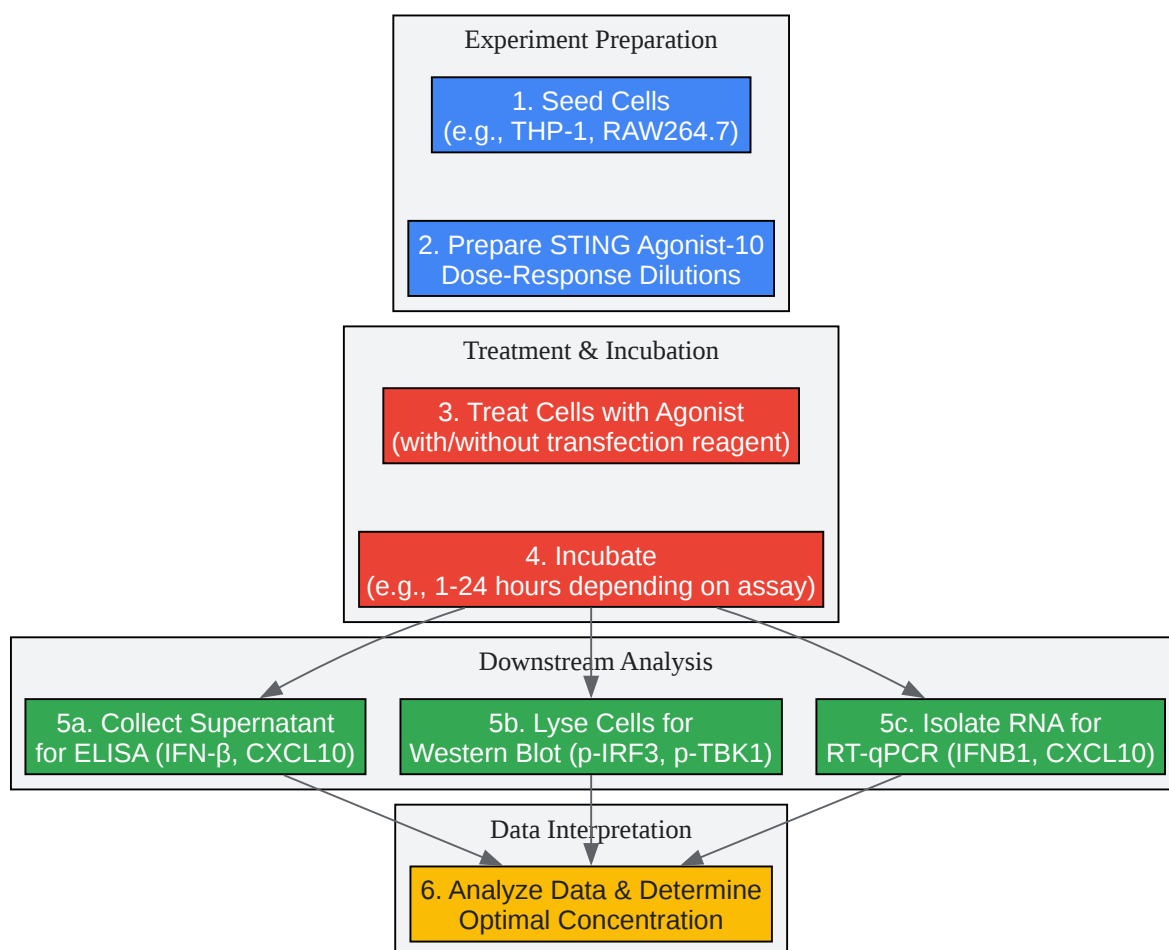 Experiment Preparation
1. Seed Cells
(e.g., THP-1, RAW264.7)
2. Prepare STING Agonist-10
Dose-Response Dilutions
Treatment & Incubation
3. Treat Cells with Agonist
(with/without transfection reagent)
4. Incubate
(e.g., 1-24 hours depending on assay)
Downstream Analysis
5a. Collect Supernatant
for ELISA (IFN-β, CXCL10)
5b. Lyse Cells for
Western Blot (p-IRF3, p-TBK1)
5c. Isolate RNA for
RT-qPCR (IFNB1, CXCL10)
Data Interpretation
6. Analyze Data & Determine
Optimal Concentration